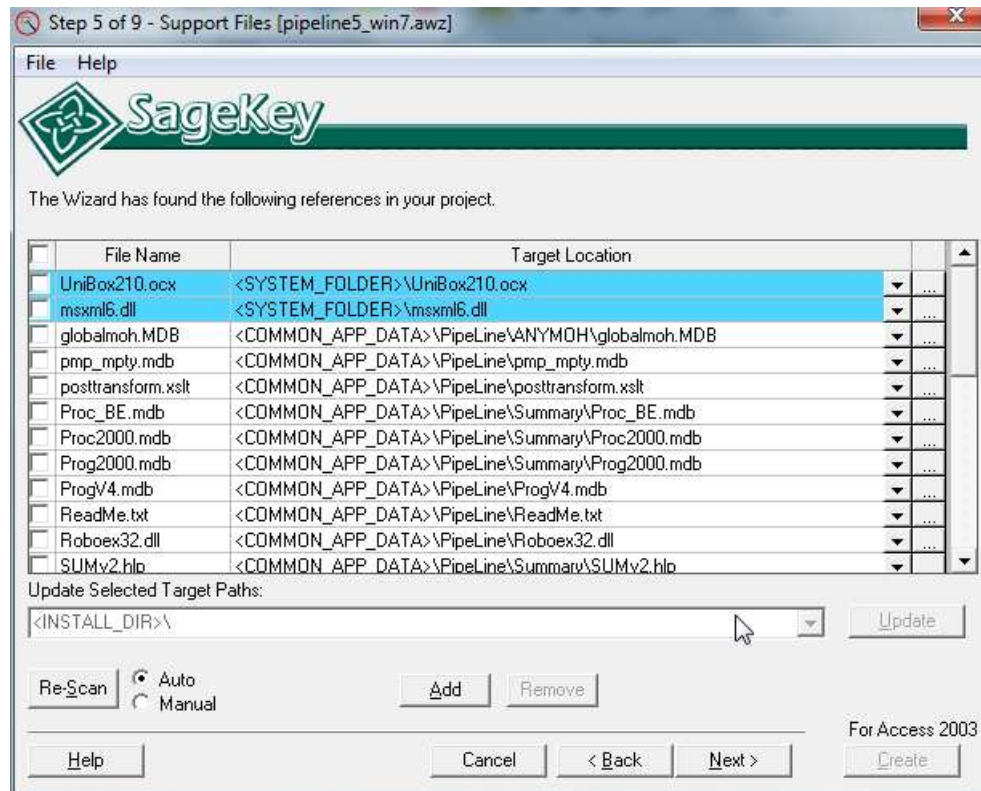 Step 5 of 9 - Support Files [pipeline5_win7.awz]
File Help
SageKey
The Wizard has found the following references in your project.
File Name Target Location
UniBox210.ocx <SYSTEM_FOLDER>\UniBox210.ocx ...
msxml6.dll <SYSTEM_FOLDER>\msxml6.dll ...
globalmoh.MDB <COMMON_APP_DATA>\PipeLine\ANYMOH\globalmoh.MDB ...
pmp_mpty.mdb <COMMON_APP_DATA>\PipeLine\pmp_mpty.mdb ...
posttransform.xslt <COMMON_APP_DATA>\PipeLine\posttransform.xslt ...
Proc_BE.mdb <COMMON_APP_DATA>\PipeLine\Summary\Proc_BE.mdb ...
Proc2000.mdb <COMMON_APP_DATA>\PipeLine\Summary\Proc2000.mdb ...
Prog2000.mdb <COMMON_APP_DATA>\PipeLine\Summary\Prog2000.mdb ...
ProgV4.mdb <COMMON_APP_DATA>\PipeLine\ProgV4.mdb ...
ReadMe.txt <COMMON_APP_DATA>\PipeLine\ReadMe.txt ...
Roboex32.dll <COMMON_APP_DATA>\PipeLine\Roboex32.dll ...
SUMv2.hlp <COMMON_APP_DATA>\PipeLine\Summary\SUMv2.hlp
Update Selected Target Paths:
<INSTALL_DIR>\ Update
Re-Scan Auto Manual Add Remove
For Access 2003
Help Cancel < Back Next > Create